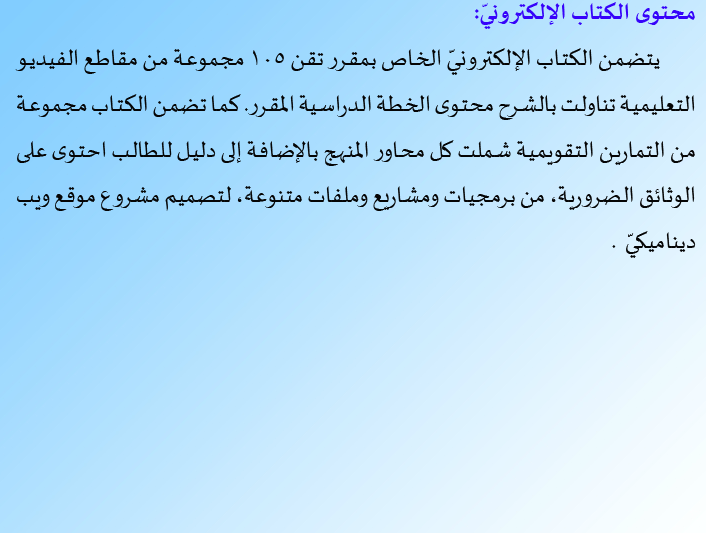 محتوى الكتاب الإلكترونيّ:
يتضمن الكتاب الإلكترونيّ الخاص بمقرر تقن ١٠٥ مجموعة من مقاطع الفيديو
التعليمية تناولت بالشرح محتوى الخطة الدراسية المقرر. كما تضمن الكتاب مجموعة
من التمارين التقويمية شملت كل محاور المنهج بالإضافة إلى دليل للطالب احتوى على
الوثائق الضرورية، من برمجيات ومشاريع وملفات متنوعة، لتصميم مشروع موقع ويب
ديناميكيّ .